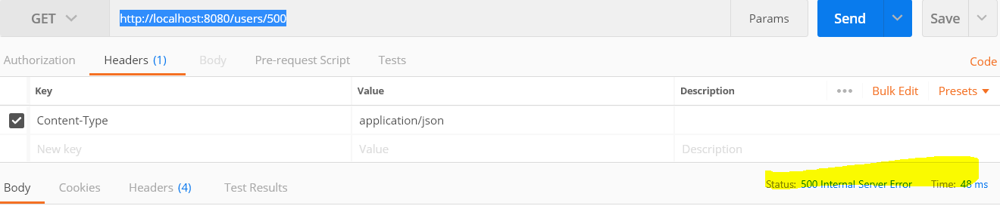 GET http://localhost:8080/users/500 Params Send Save
Authorization Headers (1) Body Pre-request Script Tests Code
Key Value Description Bulk Edit Presets
Content-Type application/json
New key Value Description
Body Cookies Headers (4) Test Results Status: 500 Internal Server Error Time: 48 ms